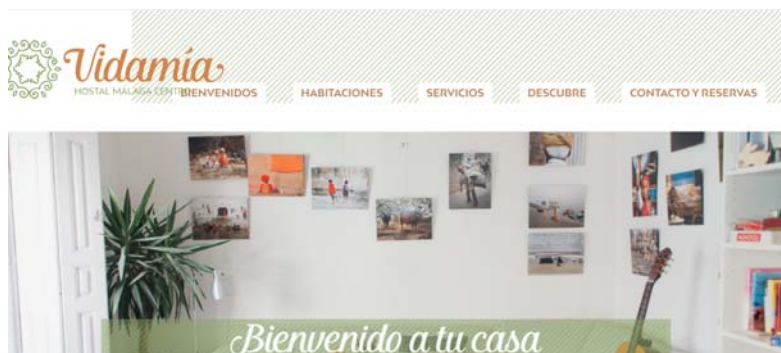 Vidamía
HOSTAL MÁLAGA CENTRO
BIENVENIDOS HABITACIONES SERVICIOS DESCUBRE CONTACTO Y RESERVAS
Bienvenido a tu casa